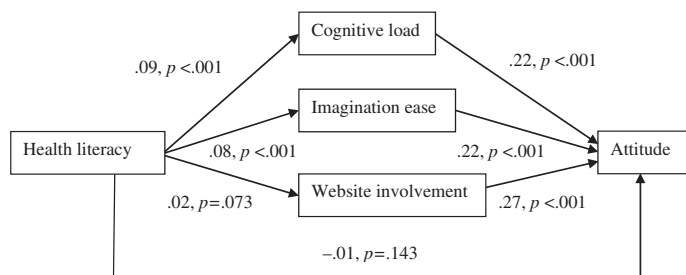 Cognitive load
.09, p <.001
.22, p <.001
Imagination ease
Health literacy
.08, p <.001
.22, p <.001
Attitude
Website involvement
.02, p=.073
.27, p <.001
–.01, p=.143